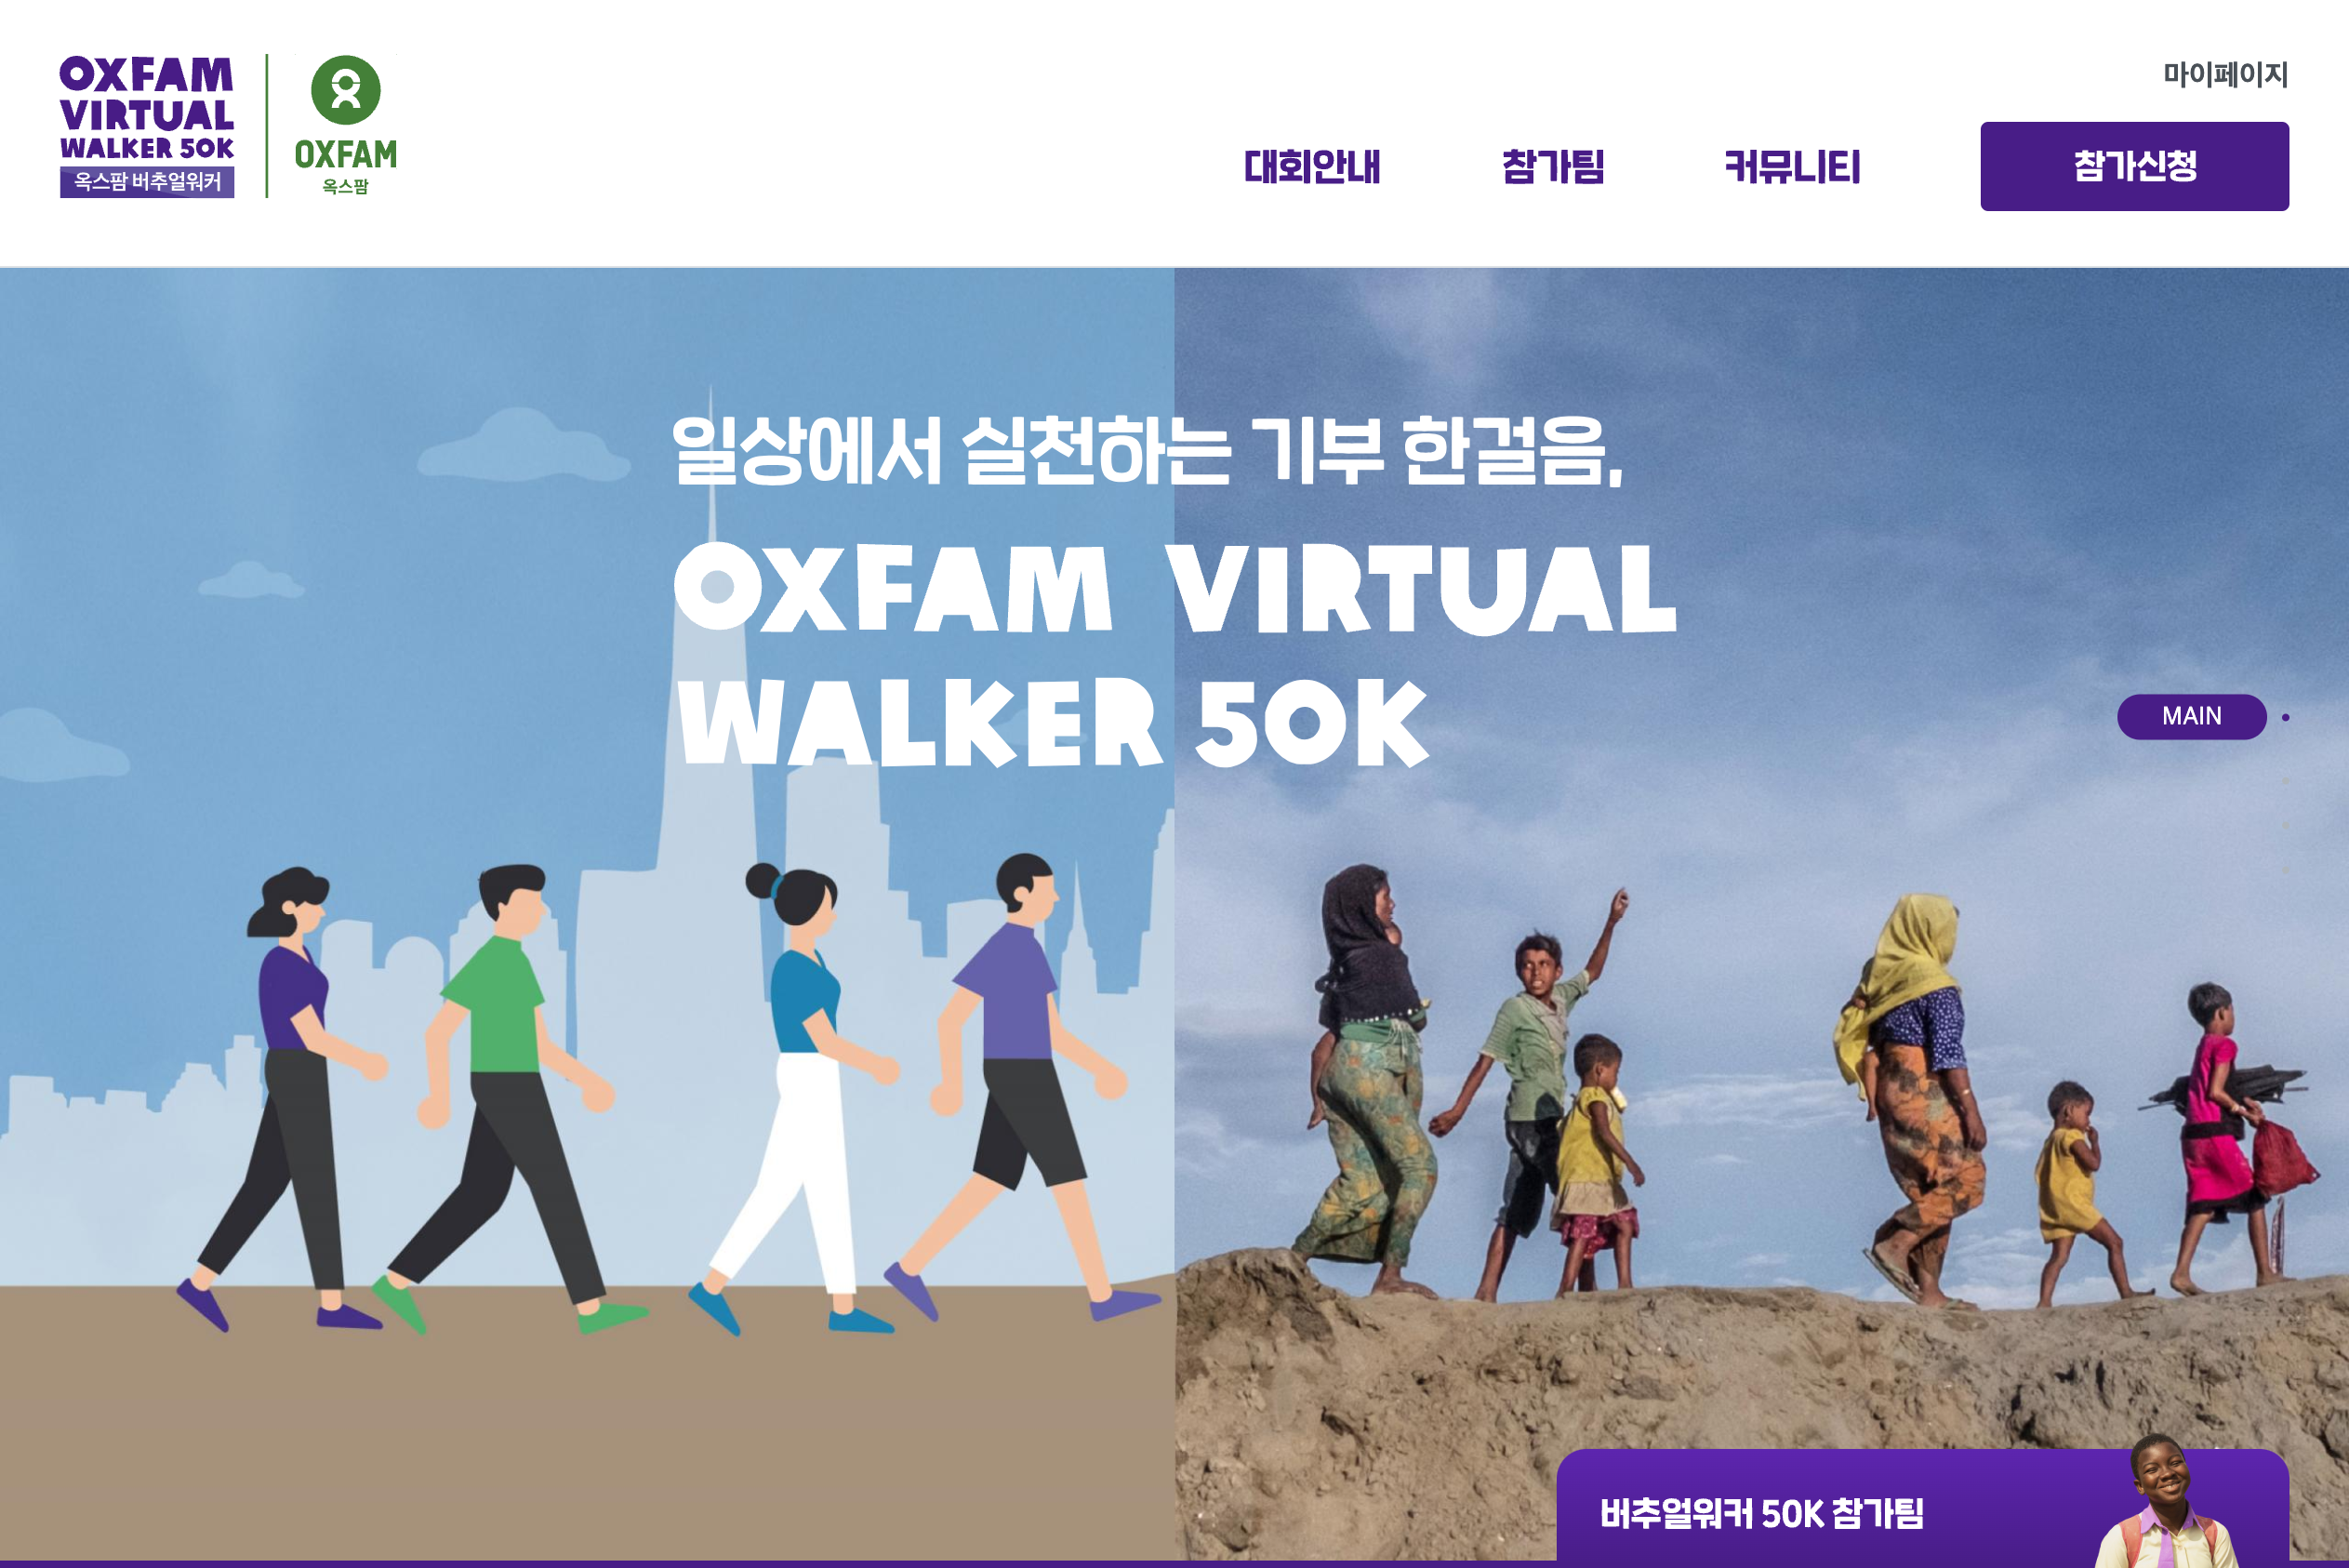 OXFAM
VIRTUAL
WALKER 50K
옥스팜 버추얼워커
OXFAM
옥스팜
마이페이지
대회안내 참가팀 커뮤니티 참가신청
일상에서 실천하는 기부 한걸음,
OXFAM VIRTUAL
WALKER 50K
MAIN
버추얼워커 50K 참가팀